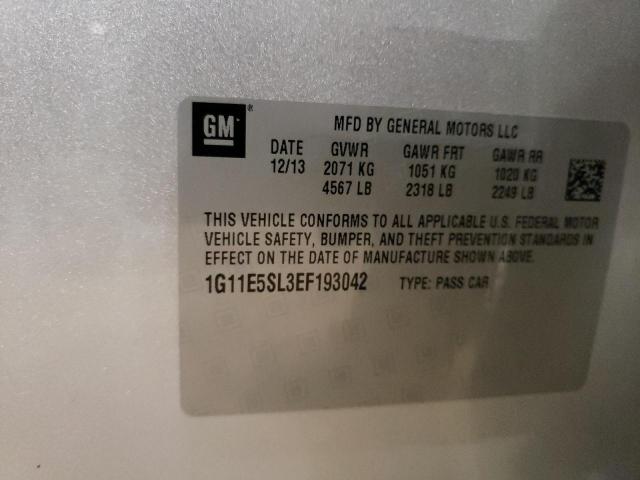 GM ®
MFD BY GENERAL MOTORS LLC
DATE GVWR GAWR FRT GAWR RR
12/13 2071 KG 1051 KG 1020 KG
4567 LB 2318 LB 2249 LB
THIS VEHICLE CONFORMS TO ALL APPLICABLE U.S. FEDERAL MOTOR
VEHICLE SAFETY, BUMPER, AND THEFT PREVENTION STANDARDS IN
EFFECT ON THE DATE OF MANUFACTURE SHOWN ABOVE.
1G11E5SL3EF193042 TYPE: PASS CAR